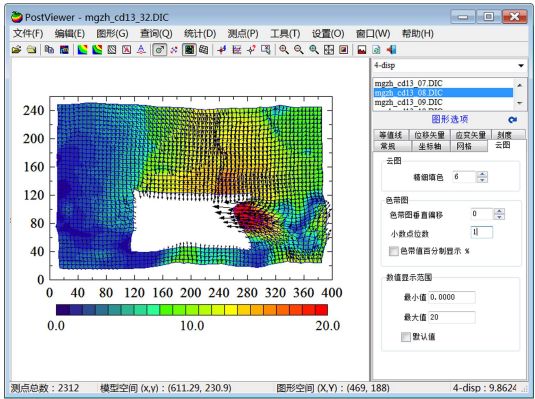 PostViewer - mgzh_cd13_32.DIC
文件(F) 编辑(E) 图形(G) 查询(Q) 统计(D) 测点(P) 工具(T) 设置(O) 窗口(W) 帮助(H)
4-disp
mgzh_cd13_07.DIC
mgzh_cd13_08.DIC
mgzh_cd13_09.DIC
图形选项
等值线 位移矢量 应变矢量 刻度
常规 坐标轴 网格 云图
云图
精细填色 6
色带图
色带图垂直偏移 0
小数点位数 1
色带值百分制显示 %
数值显示范围
最小值 0.0000
最大值 20
默认值
240
200
160
120
80
40
0
0 40 80 120 160 200 240 280 320 360 400
0.0 10.0 20.0
测点总数：2312 模型空间 (x,y)：(611.29, 230.9) 图形空间 (X,Y)：(469, 188) 4-disp : 9.8624